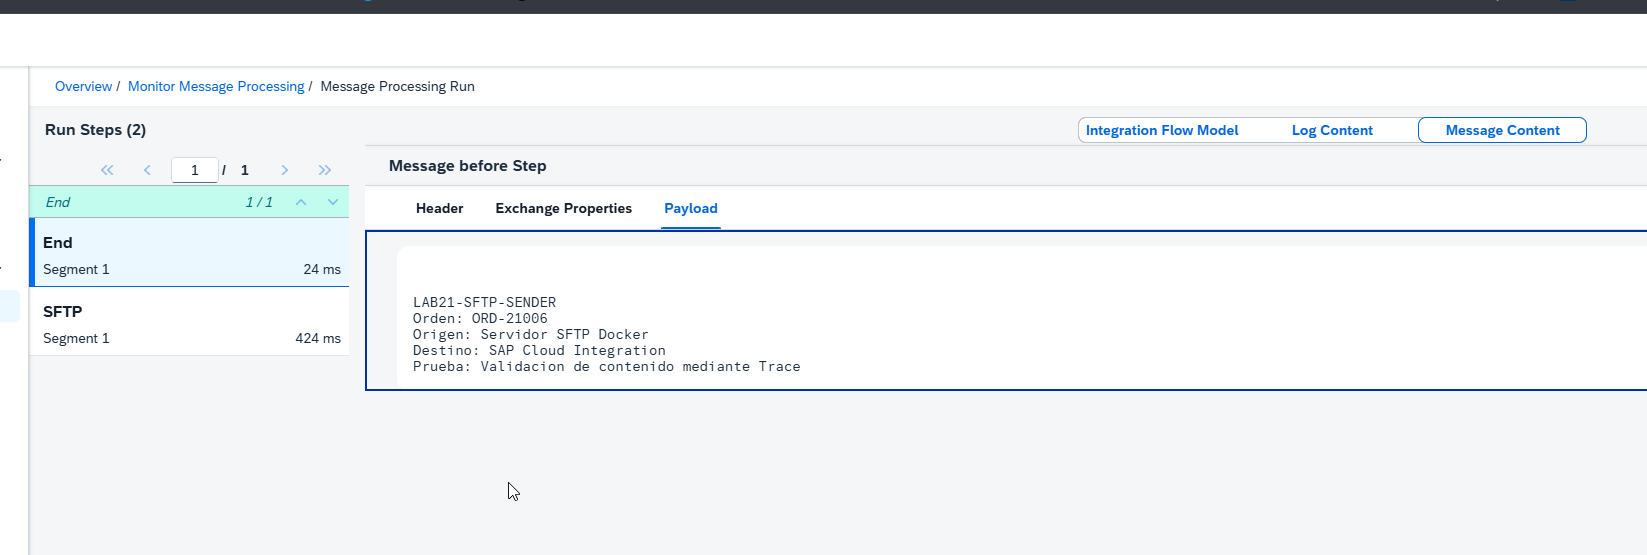 Overview / Monitor Message Processing / Message Processing Run
Run Steps (2)
Integration Flow Model
Log Content
Message Content
1 / 1
Message before Step
End 1 / 1
Header
Exchange Properties
Payload
End
Segment 1 24 ms
SFTP
Segment 1 424 ms
LAB21-SFTP-SENDER
Orden: ORD-21006
Origen: Servidor SFTP Docker
Destino: SAP Cloud Integration
Prueba: Validacion de contenido mediante Trace